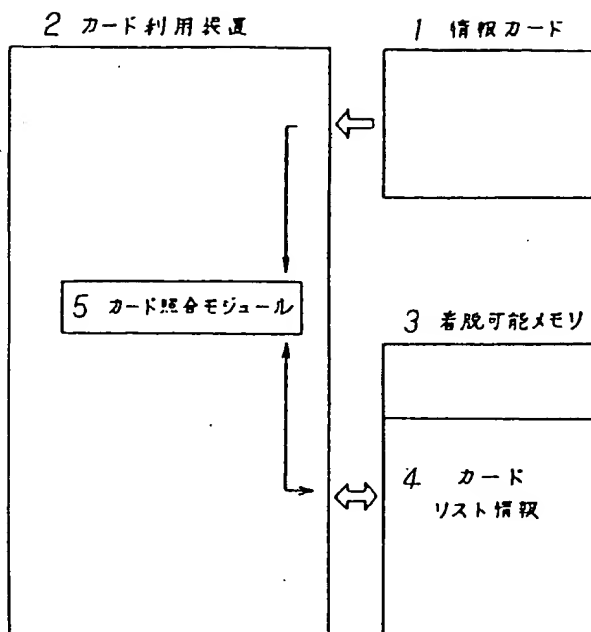 2 カード利用装置
1 情報カード
5 カード照合モジュール
3 着脱可能メモリ
4 カード
リスト情報